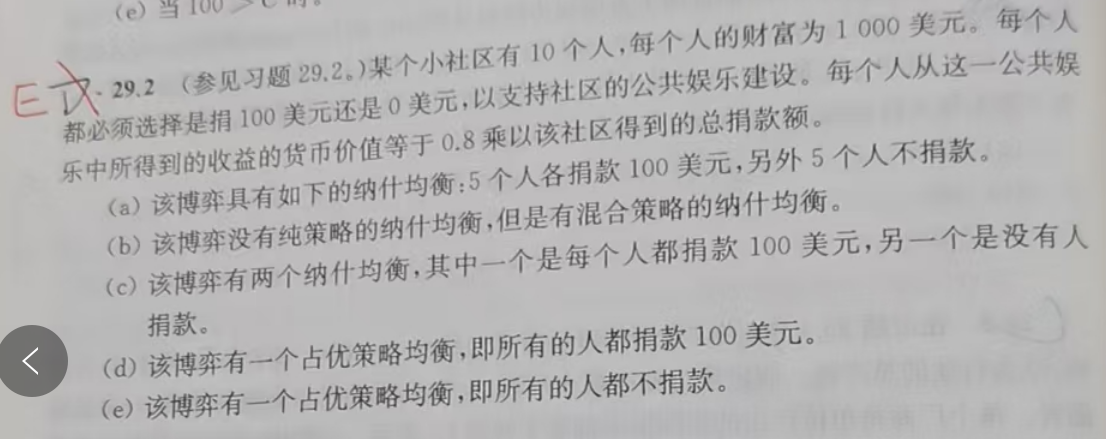 (e) 当 100 > C 时。
E
29.2 (参见习题 29.2。)某个小社区有 10 个人,每个人的财富为 1 000 美元。每个人
都必须选择是捐 100 美元还是 0 美元,以支持社区的公共娱乐建设。每个人从这一公共娱
乐中所得到的收益的货币价值等于 0.8 乘以该社区得到的总捐款额。
(a) 该博弈具有如下的纳什均衡:5 个人各捐款 100 美元,另外 5 个人不捐款。
(b) 该博弈没有纯策略的纳什均衡,但是有混合策略的纳什均衡。
(c) 该博弈有两个纳什均衡,其中一个是每个人都捐款 100 美元,另一个是没有人
捐款。
(d) 该博弈有一个占优策略均衡,即所有的人都捐款 100 美元。
(e) 该博弈有一个占优策略均衡,即所有的人都不捐款。